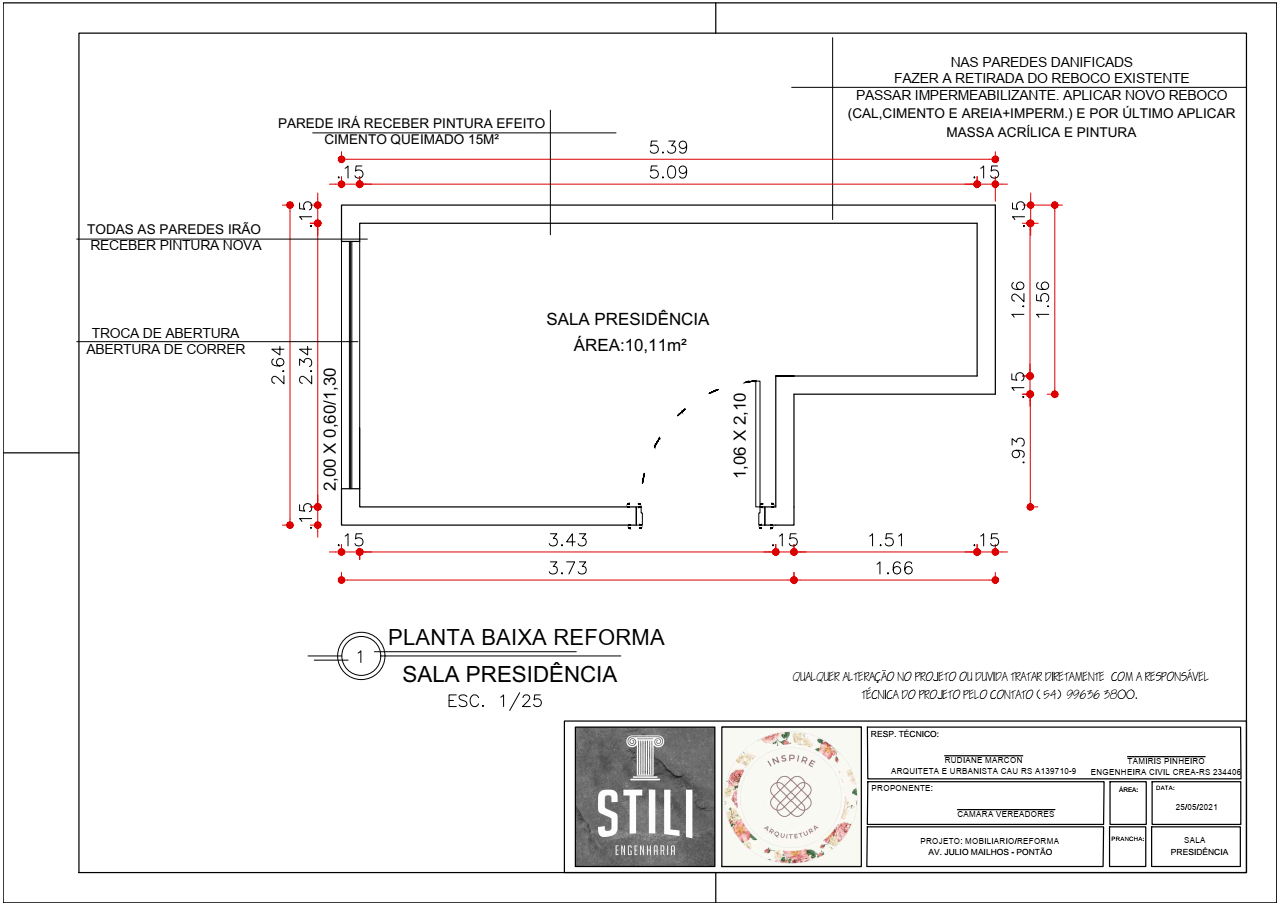 NAS PAREDES DANIFICADS
FAZER A RETIRADA DO REBOCO EXISTENTE
PASSAR IMPERMEABILIZANTE. APLICAR NOVO REBOCO
(CAL,CIMENTO E AREIA+IMPERM.) E POR ÚLTIMO APLICAR
MASSA ACRÍLICA E PINTURA
PAREDE IRÁ RECEBER PINTURA EFEITO
CIMENTO QUEIMADO 15M²
5.39
.15
5.09
.15
TODAS AS PAREDES IRÃO
RECEBER PINTURA NOVA
TROCA DE ABERTURA
ABERTURA DE CORRER
2.64
.15
2.34
.15
2,00 X 0,60/1,30
SALA PRESIDÊNCIA
ÁREA:10,11m²
1,06 X 2,10
.15
1.26
1.56
.15
.93
.15
3.43
.15
1.51
.15
3.73
1.66
1
PLANTA BAIXA REFORMA
SALA PRESIDÊNCIA
ESC. 1/25
QUALQUER ALTERAÇÃO NO PROJETO OU DUVIDA TRATAR DIRETAMENTE COM A RESPONSÁVEL
TÉCNICA DO PROJETO PELO CONTATO ( 54) 99636 3800.
STILI
ENGENHARIA
INSPIRE
ARQUITETURA
RESP. TÉCNICO:
RUDIANE MARCON
ARQUITETA E URBANISTA CAU RS A139710-9
TAMIRIS PINHEIRO
ENGENHEIRA CIVIL CREA-RS 234406
PROPONENTE:
CAMARA VEREADORES
ÁREA:
DATA:
25/05/2021
PROJETO: MOBILIARIO/REFORMA
AV. JULIO MAILHOS - PONTÃO
PRANCHA:
SALA
PRESIDÊNCIA